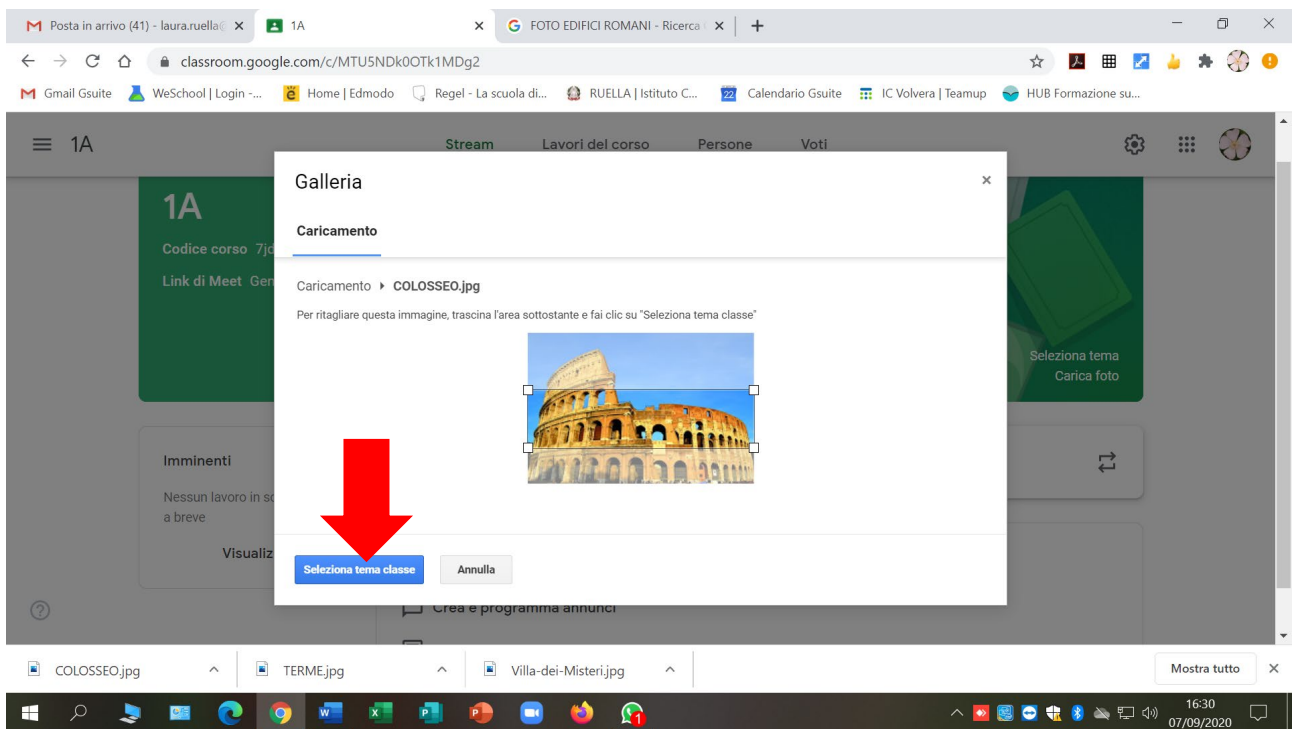 Posta in arrivo (41) - laura.ruella@
1A
FOTO EDIFICI ROMANI - Ricerca
classroom.google.com/c/MTU5NDk0OTk1MDg2
Gmail Gsuite
WeSchool | Login -...
Home | Edmodo
Regel - La scuola di...
RUELLA | Istituto C...
22
Calendario Gsuite
IC Volvera | Teamup
HUB Formazione su...
1A
Stream
Lavori del corso
Persone
Voti
1A
Codice corso 7jd
Link di Meet Gen
Galleria
Caricamento
Caricamento COLOSSEO.jpg
Per ritagliare questa immagine, trascina l'area sottostante e fai clic su "Seleziona tema classe"
Seleziona tema
Carica foto
Imminenti
Nessun lavoro in sc
a breve
Visualiz
Seleziona tema classe
Annulla
Crea e programma annunci
COLOSSEO.jpg
TERME.jpg
Villa-dei-Misteri.jpg
Mostra tutto
16:30
07/09/2020